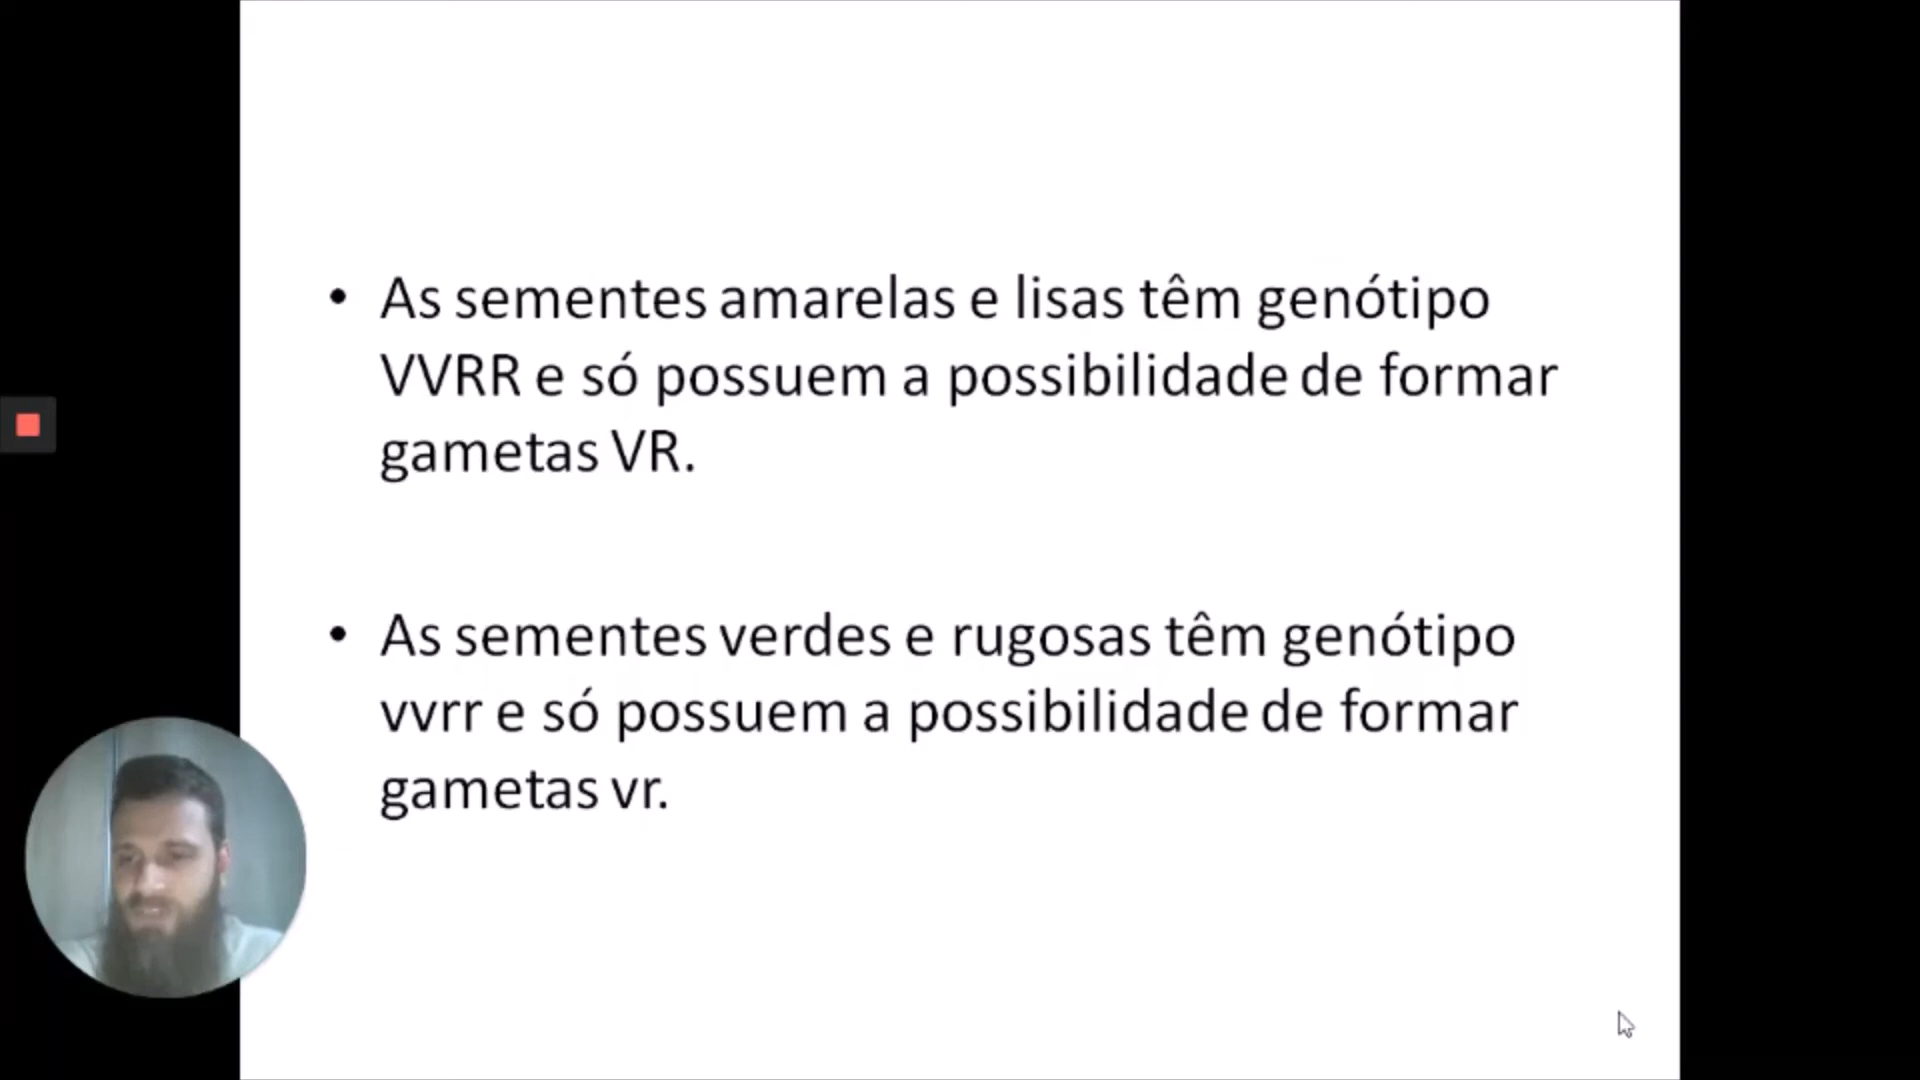 • As sementes amarelas e lisas têm genótipo
VVRR e só possuem a possibilidade de formar
gametas VR.
• As sementes verdes e rugosas têm genótipo
vvrr e só possuem a possibilidade de formar
gametas vr.